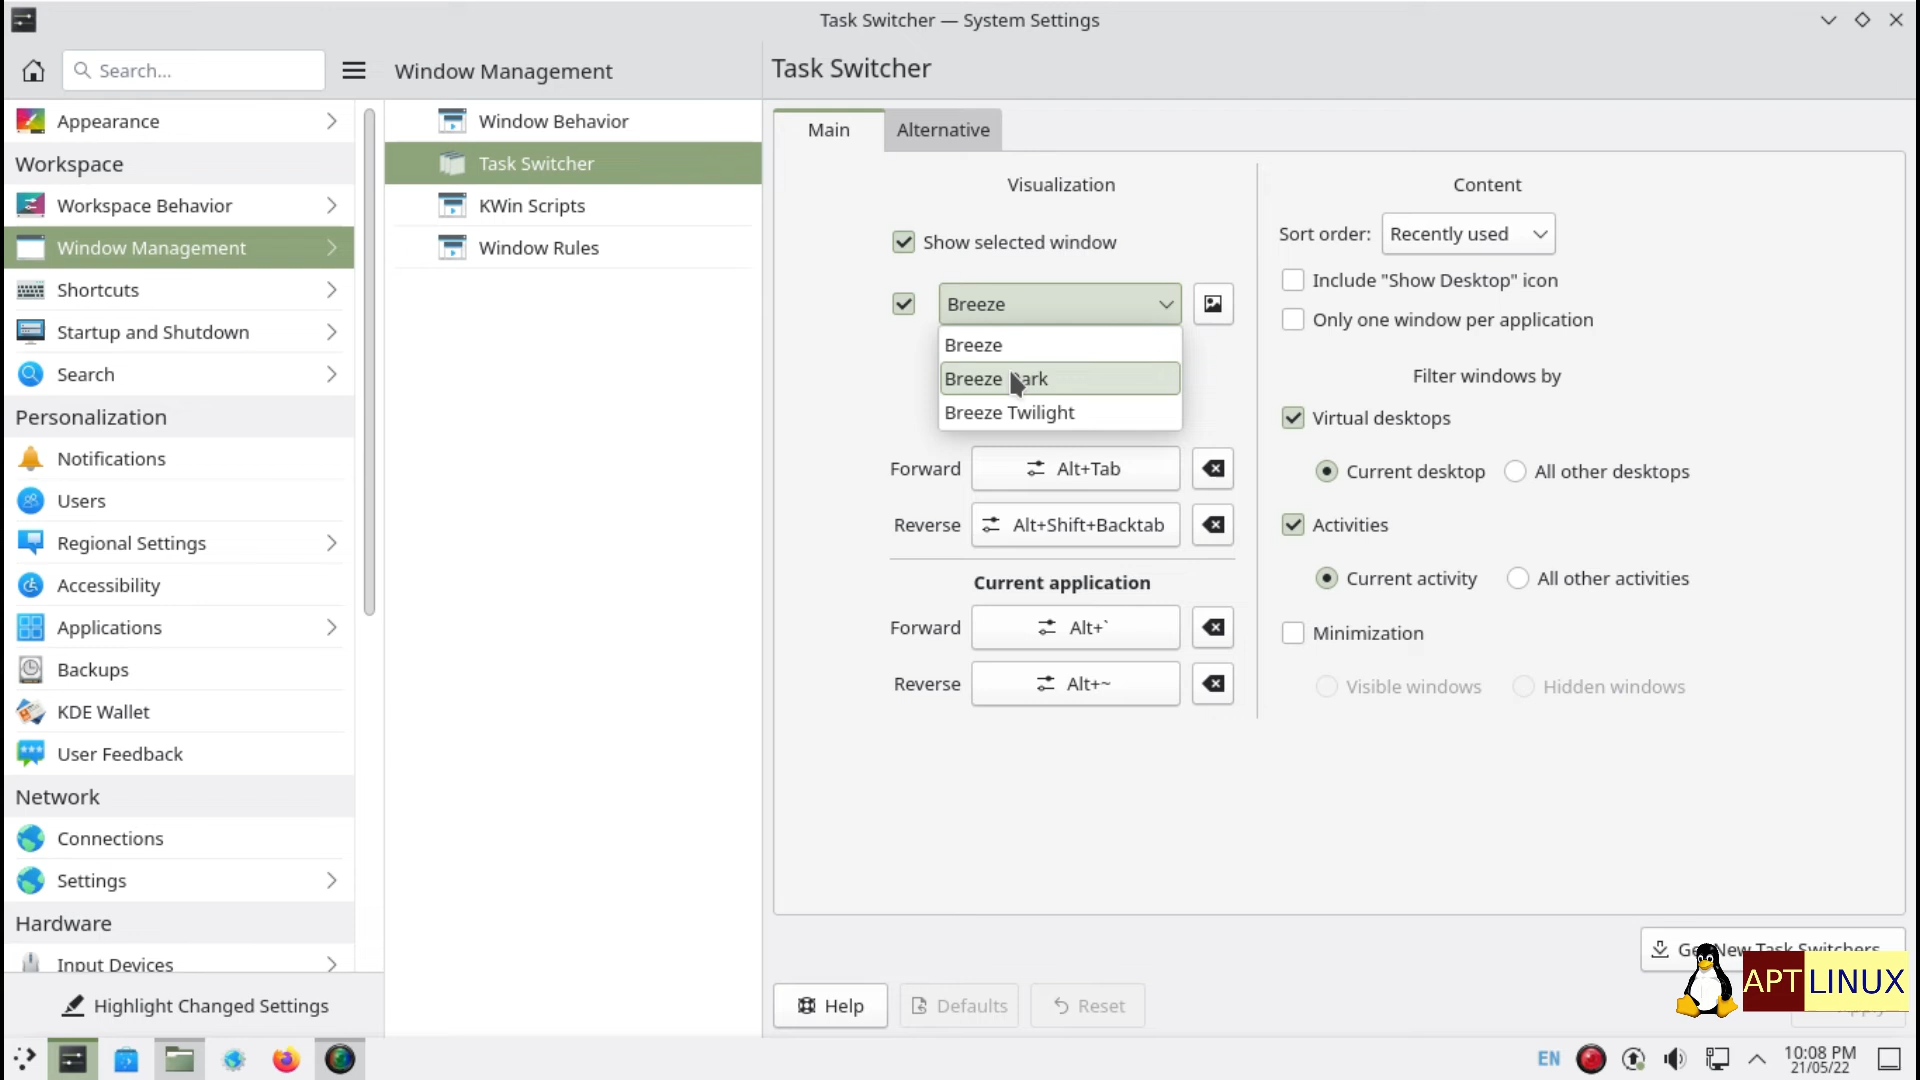 Task Switcher — System Settings
Search...
Window Management
Task Switcher
Appearance
Workspace
Workspace Behavior
Window Management
Shortcuts
Startup and Shutdown
Search
Personalization
Notifications
Users
Regional Settings
Accessibility
Applications
Backups
KDE Wallet
User Feedback
Network
Connections
Settings
Hardware
Input Devices
Highlight Changed Settings
Window Behavior
Task Switcher
KWin Scripts
Window Rules
Main
Alternative
Visualization
Show selected window
Breeze
Breeze
Breeze Dark
Breeze Twilight
Forward
Alt+Tab
Reverse
Alt+Shift+Backtab
Current application
Forward
Alt+`
Reverse
Alt+~
Content
Sort order:
Recently used
Include "Show Desktop" icon
Only one window per application
Filter windows by
Virtual desktops
Current desktop
All other desktops
Activities
Current activity
All other activities
Minimization
Visible windows
Hidden windows
Get New Task Switchers
APT LINUX
Help
Defaults
Reset
EN
10:08 PM
21/05/22